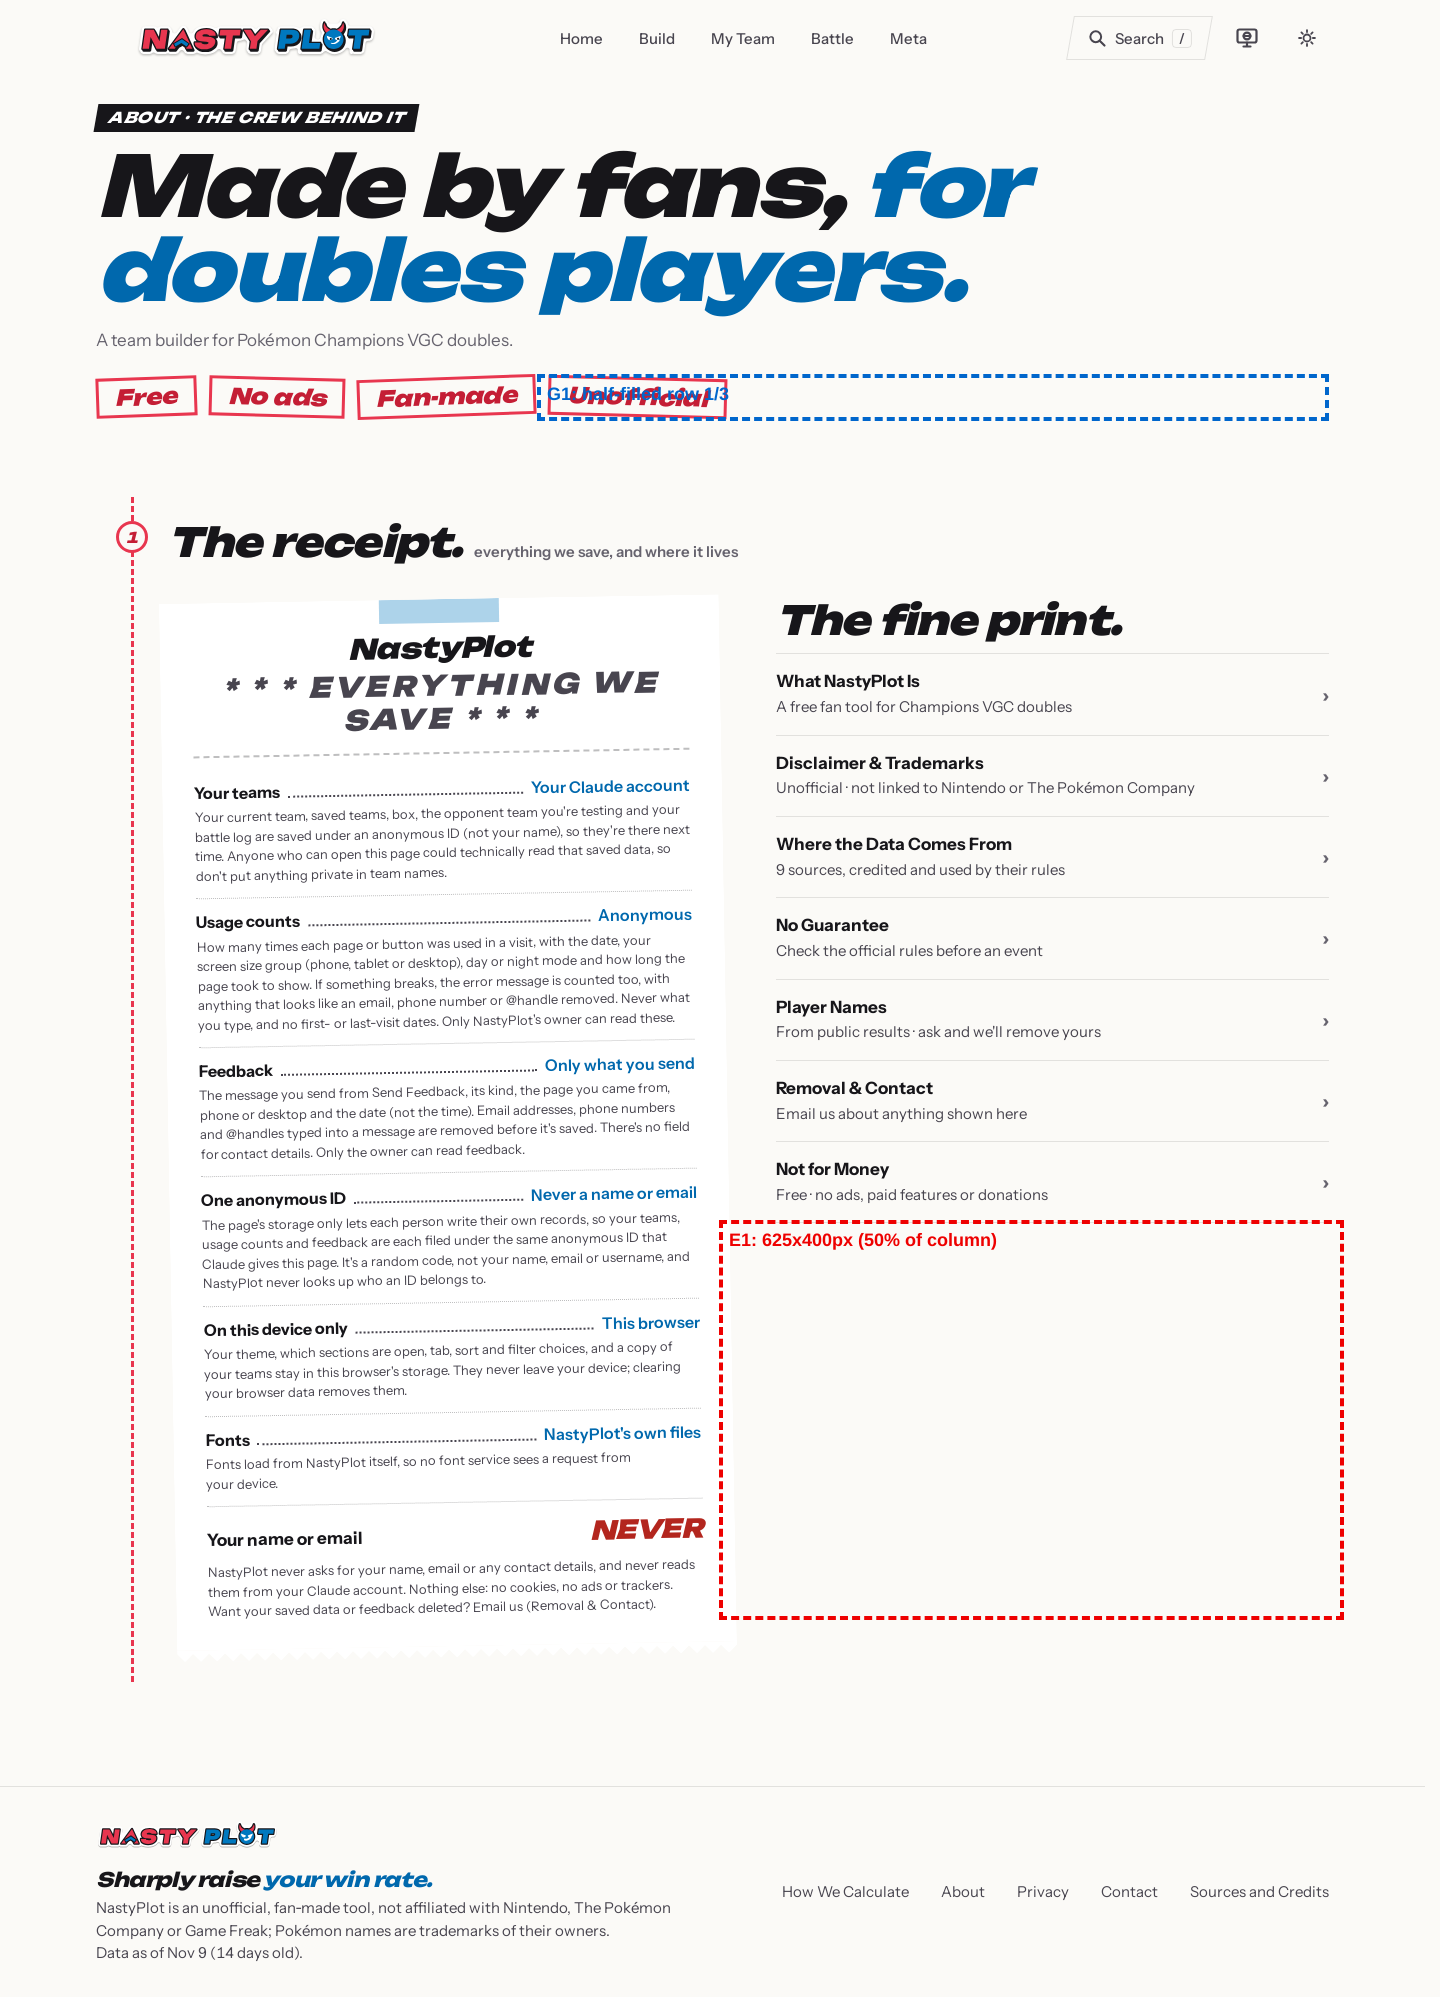 NASTY PLOT
Home
Build
My Team
Battle
Meta
Search /
ABOUT · THE CREW BEHIND IT
Made by fans, for
doubles players.
A team builder for Pokémon Champions VGC doubles.
Free
No ads
Fan-made
Unofficial
G1: half-filled row 1/3
1
The receipt.
everything we save, and where it lives
NastyPlot
* * * EVERYTHING WE
SAVE * * *
Your teams
Your Claude account
Your current team, saved teams, box, the opponent team you're testing and your
battle log are saved under an anonymous ID (not your name), so they're there next
time. Anyone who can open this page could technically read that saved data, so
don't put anything private in team names.
Usage counts
Anonymous
How many times each page or button was used in a visit, with the date, your
screen size group (phone, tablet or desktop), day or night mode and how long the
page took to show. If something breaks, the error message is counted too, with
anything that looks like an email, phone number or @handle removed. Never what
you type, and no first- or last-visit dates. Only NastyPlot's owner can read these.
Feedback
Only what you send
The message you send from Send Feedback, its kind, the page you came from,
phone or desktop and the date (not the time). Email addresses, phone numbers
and @handles typed into a message are removed before it's saved. There's no field
for contact details. Only the owner can read feedback.
One anonymous ID
Never a name or email
The page's storage only lets each person write their own records, so your teams,
usage counts and feedback are each filed under the same anonymous ID that
Claude gives this page. It's a random code, not your name, email or username, and
NastyPlot never looks up who an ID belongs to.
On this device only
This browser
Your theme, which sections are open, tab, sort and filter choices, and a copy of
your teams stay in this browser's storage. They never leave your device; clearing
your browser data removes them.
Fonts
NastyPlot's own files
Fonts load from NastyPlot itself, so no font service sees a request from
your device.
Your name or email
NEVER
NastyPlot never asks for your name, email or any contact details, and never reads
them from your Claude account. Nothing else: no cookies, no ads or trackers.
Want your saved data or feedback deleted? Email us (Removal & Contact).
The fine print.
What NastyPlot Is
A free fan tool for Champions VGC doubles
›
Disclaimer & Trademarks
Unofficial · not linked to Nintendo or The Pokémon Company
›
Where the Data Comes From
9 sources, credited and used by their rules
›
No Guarantee
Check the official rules before an event
›
Player Names
From public results · ask and we'll remove yours
›
Removal & Contact
Email us about anything shown here
›
Not for Money
Free · no ads, paid features or donations
›
E1: 625x400px (50% of column)
NASTY PLOT
Sharply raise your win rate.
NastyPlot is an unofficial, fan-made tool, not affiliated with Nintendo, The Pokémon
Company or Game Freak; Pokémon names are trademarks of their owners.
Data as of Nov 9 (14 days old).
How We Calculate
About
Privacy
Contact
Sources and Credits